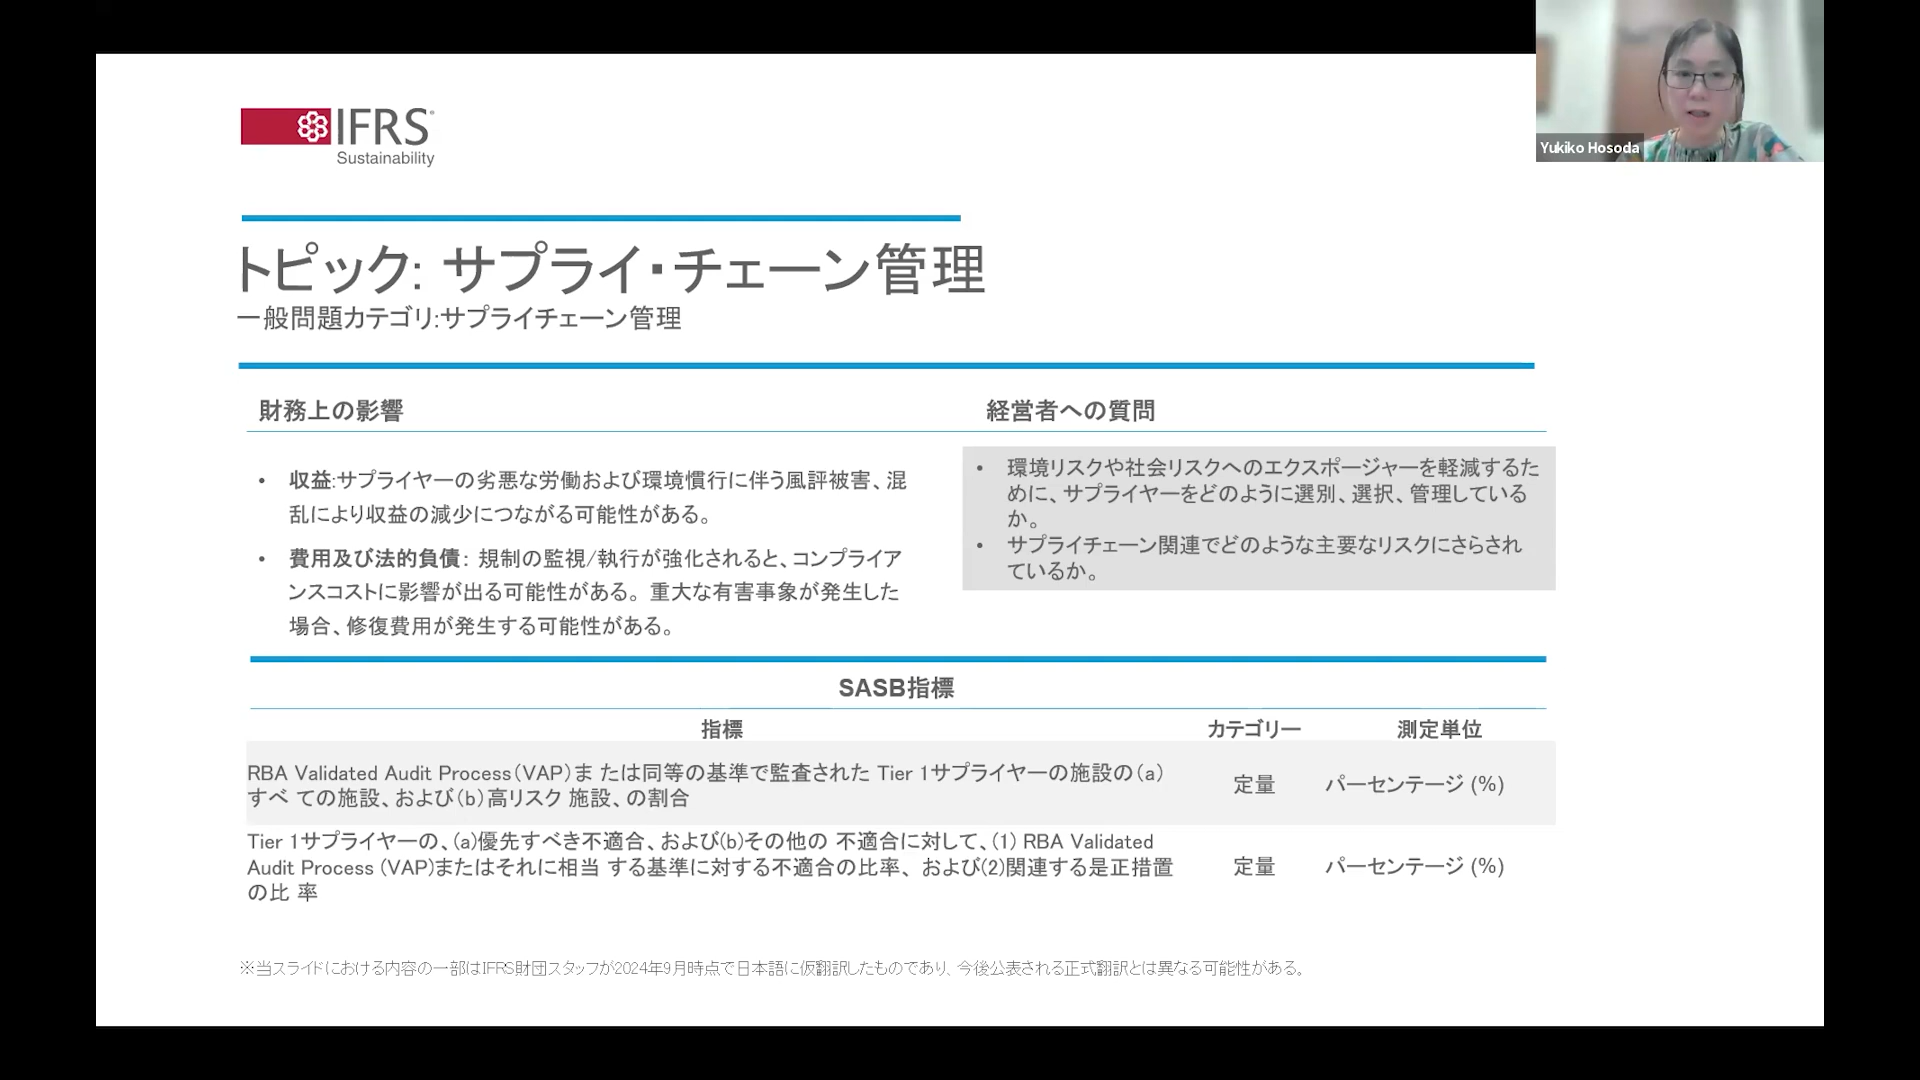 IFRS
Sustainability
Yukiko Hosoda
トピック: サプライ・チェーン管理
一般問題カテゴリ:サプライチェーン管理
財務上の影響
• 収益:サプライヤーの劣悪な労働および環境慣行に伴う風評被害、混
乱により収益の減少につながる可能性がある。
• 費用及び法的負債: 規制の監視/執行が強化されると、コンプライア
ンスコストに影響が出る可能性がある。重大な有害事象が発生した
場合、修復費用が発生する可能性がある。
経営者への質問
• 環境リスクや社会リスクへのエクスポージャーを軽減するた
めに、サプライヤーをどのように選別、選択、管理している
か。
• サプライチェーン関連でどのような主要なリスクにさらされ
ているか。
SASB指標
指標 カテゴリー 測定単位
RBA Validated Audit Process(VAP)ま たは同等の基準で監査された Tier 1サプライヤーの施設の(a)
すべ ての施設、および(b)高リスク 施設、の割合
定量 パーセンテージ (%)
Tier 1サプライヤーの、(a)優先すべき不適合、および(b)その他の 不適合に対して、(1) RBA Validated
Audit Process (VAP)またはそれに相当 する基準に対する不適合の比率、 および(2)関連する是正措置
の比 率
定量 パーセンテージ (%)
※当スライドにおける内容の一部はIFRS財団スタッフが2024年9月時点で日本語に仮翻訳したものであり、今後公表される正式翻訳とは異なる可能性がある。